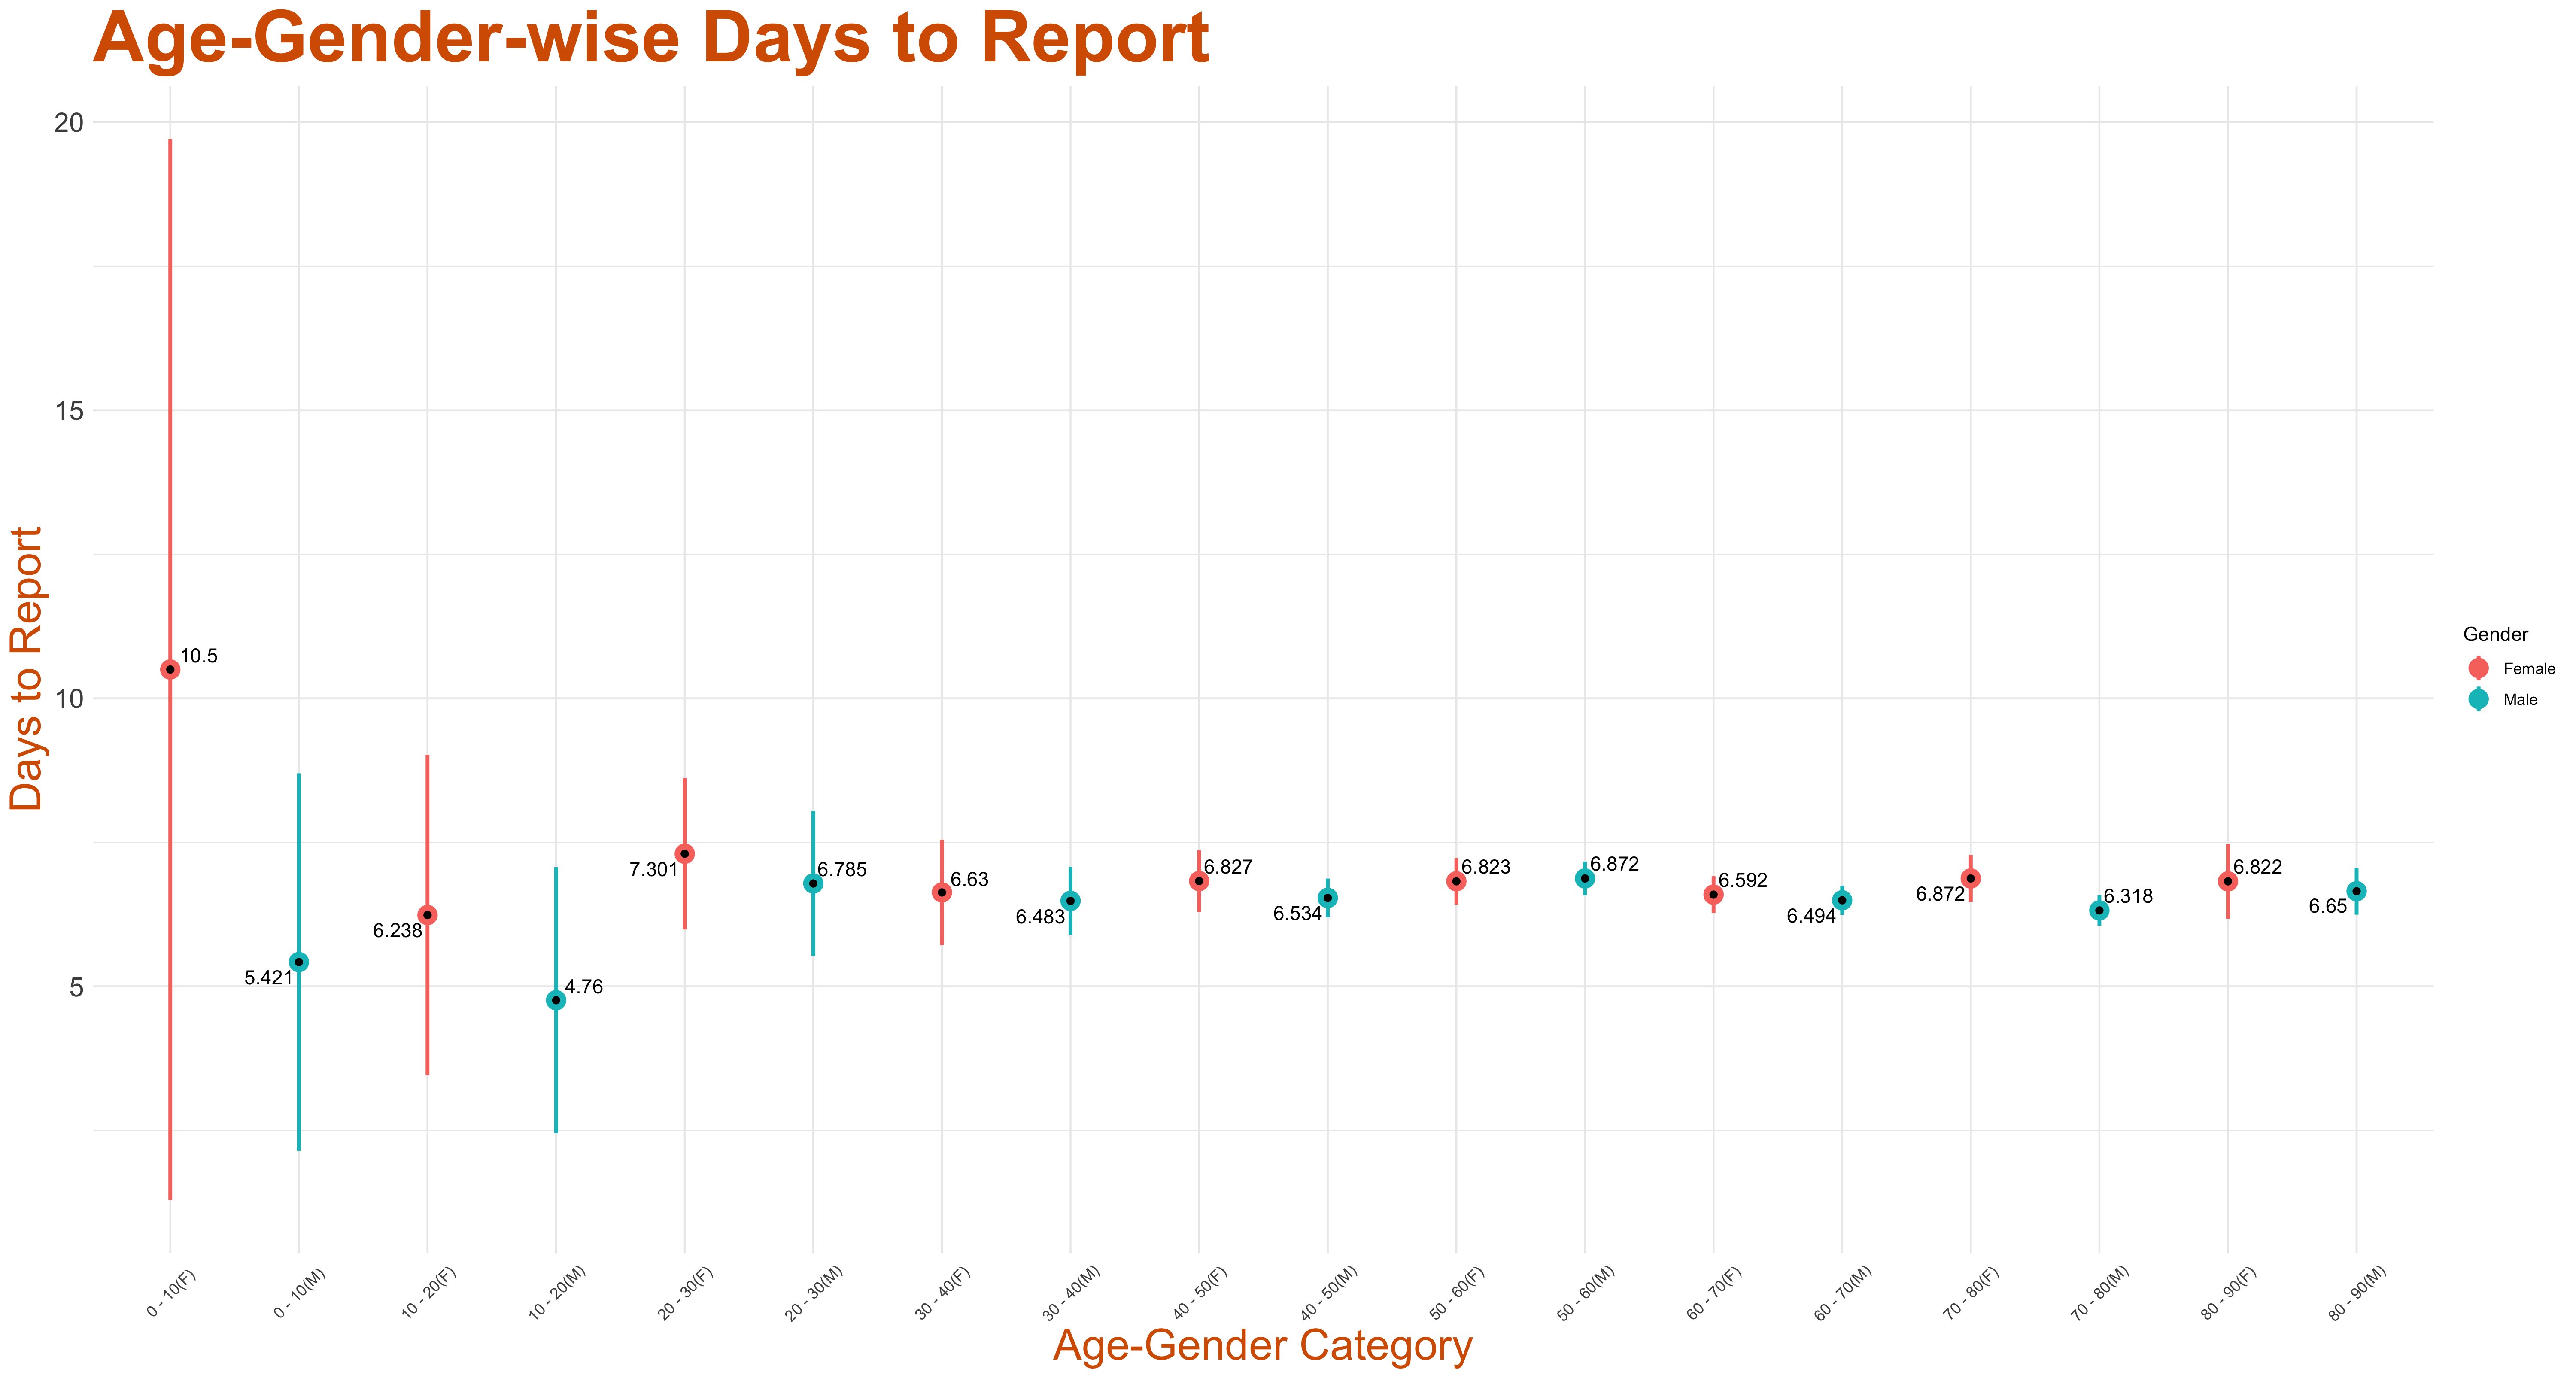 Age-Gender-wise Days to Report
Days to Report
20
15
10
5
10.5
5.421
6.238
4.76
7.301
6.785
6.63
6.483
6.827
6.534
6.823
6.872
6.592
6.494
6.872
6.318
6.822
6.65
0 - 10(F)
0 - 10(M)
10 - 20(F)
10 - 20(M)
20 - 30(F)
20 - 30(M)
30 - 40(F)
30 - 40(M)
40 - 50(F)
40 - 50(M)
50 - 60(F)
50 - 60(M)
60 - 70(F)
60 - 70(M)
70 - 80(F)
70 - 80(M)
80 - 90(F)
80 - 90(M)
Age-Gender Category
Gender
Female
Male